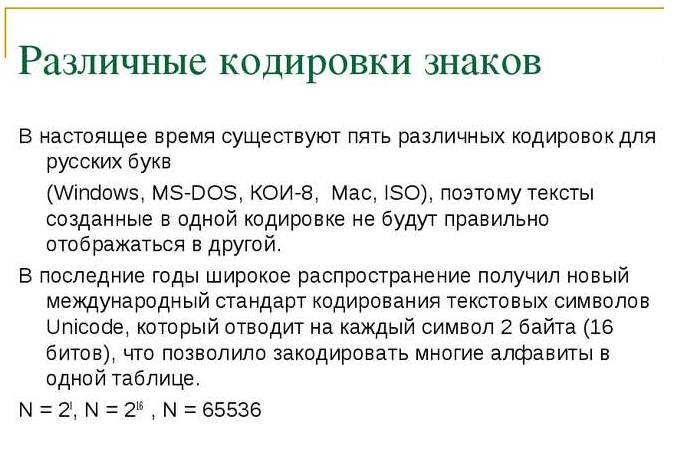 Различные кодировки знаков
В настоящее время существуют пять различных кодировок для
русских букв
(Windows, MS-DOS, КОИ-8, Mac, ISO), поэтому тексты
созданные в одной кодировке не будут правильно
отображаться в другой.
В последние годы широкое распространение получил новый
международный стандарт кодирования текстовых символов
Unicode, который отводит на каждый символ 2 байта (16
битов), что позволило закодировать многие алфавиты в
одной таблице.
N = 2ᴵ, N = 2¹⁶ , N = 65536